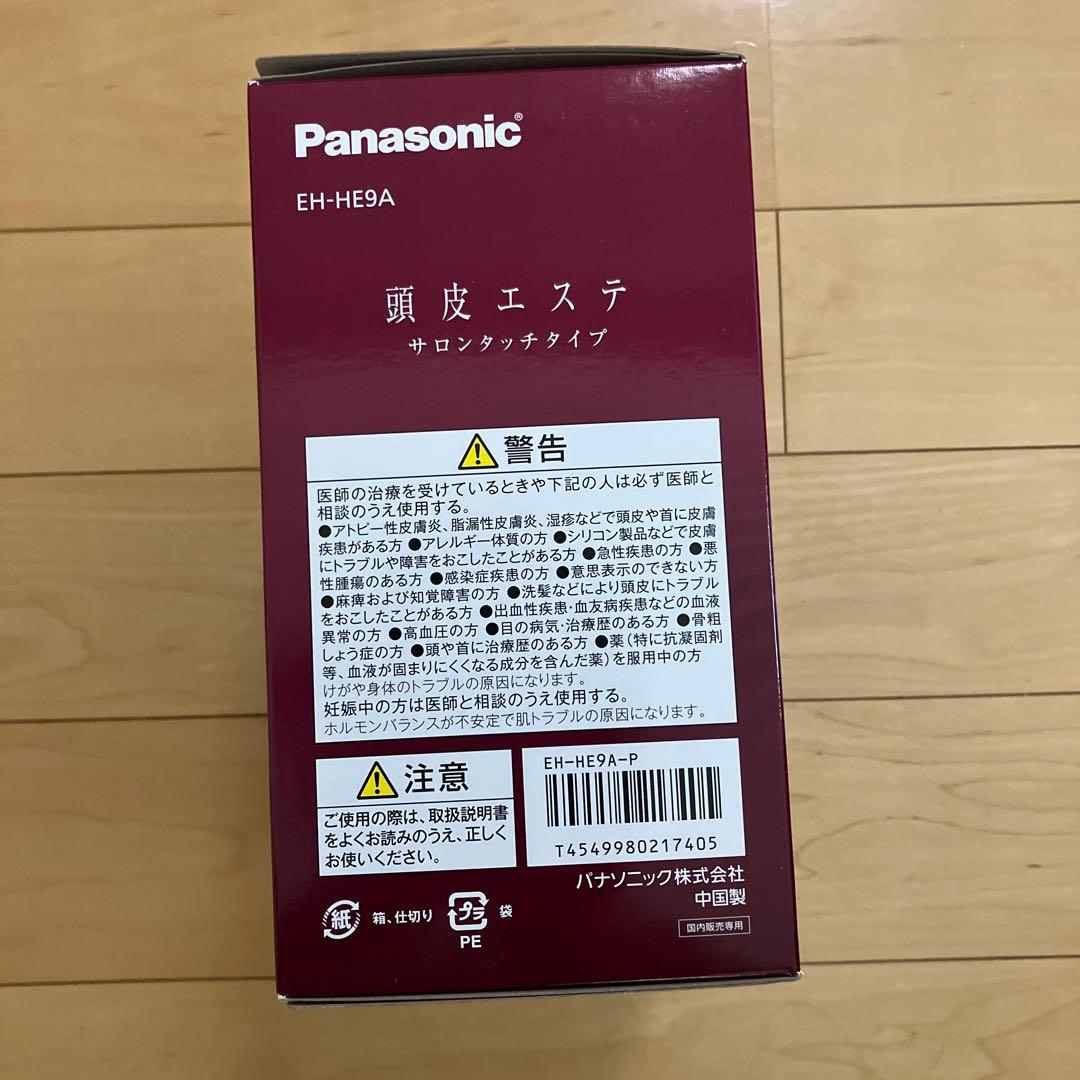 Panasonic®
EH-HE9A
頭皮エステ
サロンタッチタイプ
警告
医師の治療を受けているときや下記の人は必ず医師と
相談のうえ使用する。
●アトピー性皮膚炎、脂漏性皮膚炎、湿疹などで頭皮や首に皮膚
疾患がある方 ●アレルギー体質の方 ●シリコン製品などで皮膚
にトラブルや障害をおこしたことがある方 ●急性疾患の方 ●悪
性腫瘍のある方 ●感染症疾患の方 ●意思表示のできない方
●麻痺および知覚障害の方 ●洗髪などにより頭皮にトラブル
をおこしたことがある方 ●出血性疾患・血友病疾患などの血液
異常の方 ●高血圧の方 ●目の病気・治療歴のある方 ●骨粗
しょう症の方 ●頭や首に治療歴のある方 ●薬(特に抗凝固剤
等、血液が固まりにくくなる成分を含んだ薬)を服用中の方
けがや身体のトラブルの原因になります。
妊娠中の方は医師と相談のうえ使用する。
ホルモンバランスが不安定で肌トラブルの原因になります。
注意
ご使用の際は、取扱説明書
をよくお読みのうえ、正しく
お使いください。
EH-HE9A-P
T4549980217405
パナソニック株式会社
中国製
国内販売専用
紙 箱、仕切り
プラ 袋
PE